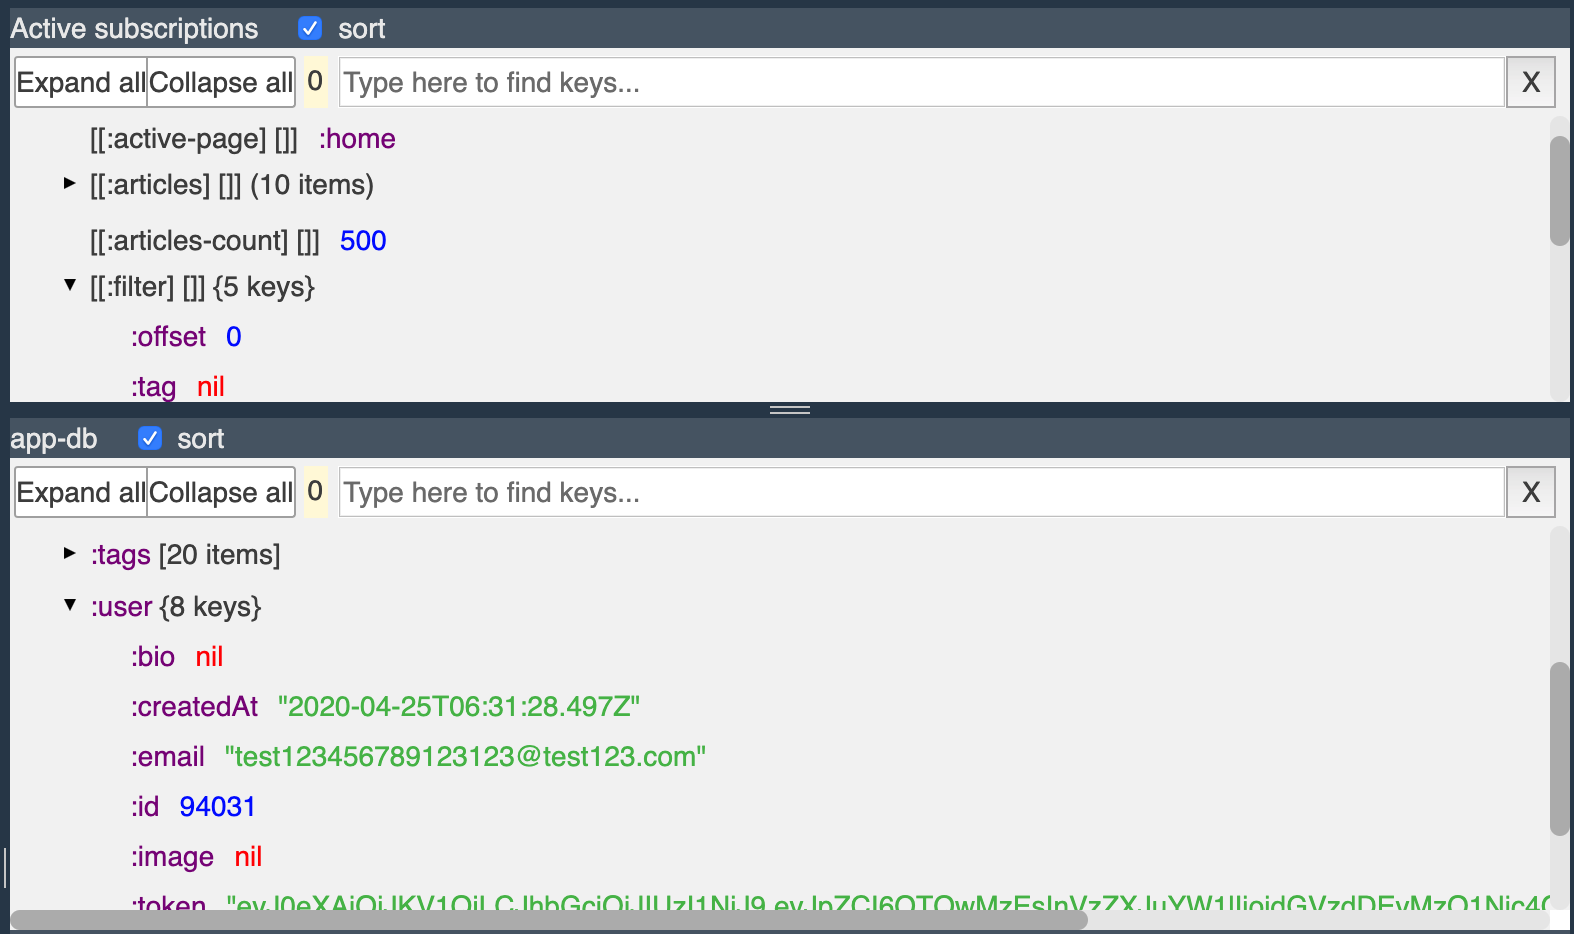 Active subscriptions sort
Expand all Collapse all 0 Type here to find keys... X
[[:active-page] []] :home
[[:articles] []] (10 items)
[[:articles-count] []] 500
[[:filter] []] {5 keys}
:offset 0
:tag nil
app-db sort
Expand all Collapse all 0 Type here to find keys... X
:tags [20 items]
:user {8 keys}
:bio nil
:createdAt "2020-04-25T06:31:28.497Z"
:email "test123456789123123@test123.com"
:id 94031
:image nil
:token